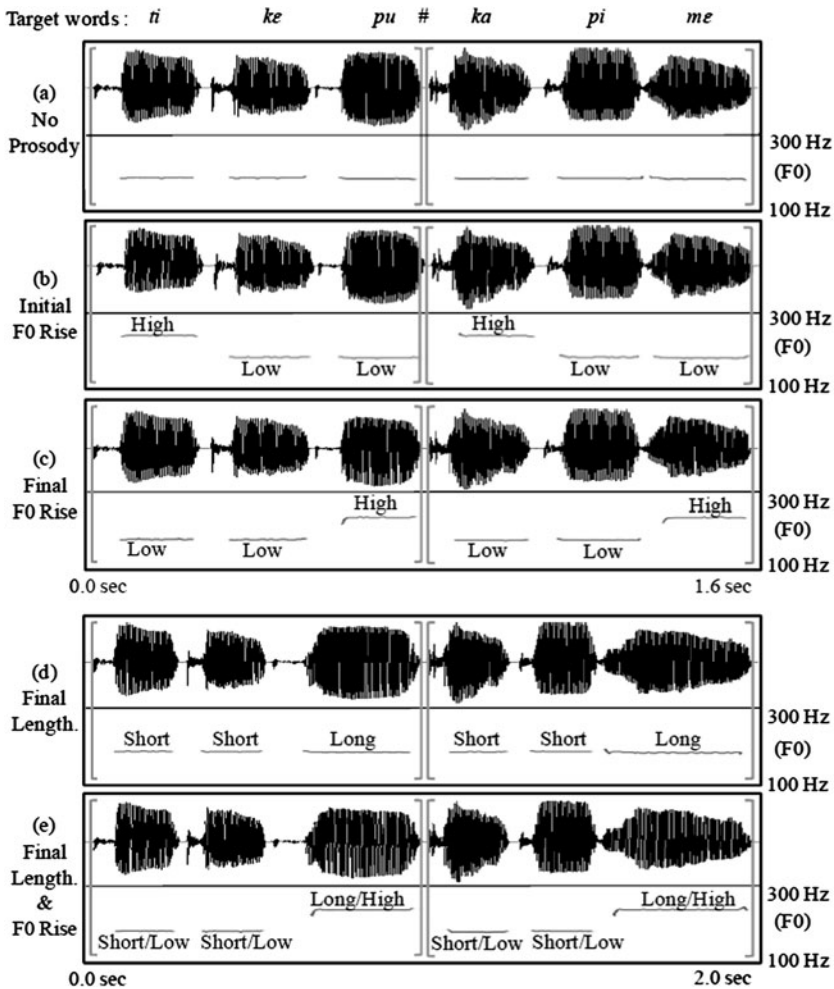 Target words : ti ke pu # ka pi me
(a)
No
Prosody
300 Hz
(F0)
100 Hz
(b)
Initial
F0 Rise
High High
Low Low Low Low
300 Hz
(F0)
100 Hz
(c)
Final
F0 Rise
High High
Low Low Low Low
300 Hz
(F0)
100 Hz
0.0 sec 1.6 sec
(d)
Final
Length.
Short Short Long Short Short Long
300 Hz
(F0)
100 Hz
(e)
Final
Length.
&
F0 Rise
Long/High Long/High
Short/Low Short/Low Short/Low Short/Low
300 Hz
(F0)
100 Hz
0.0 sec 2.0 sec